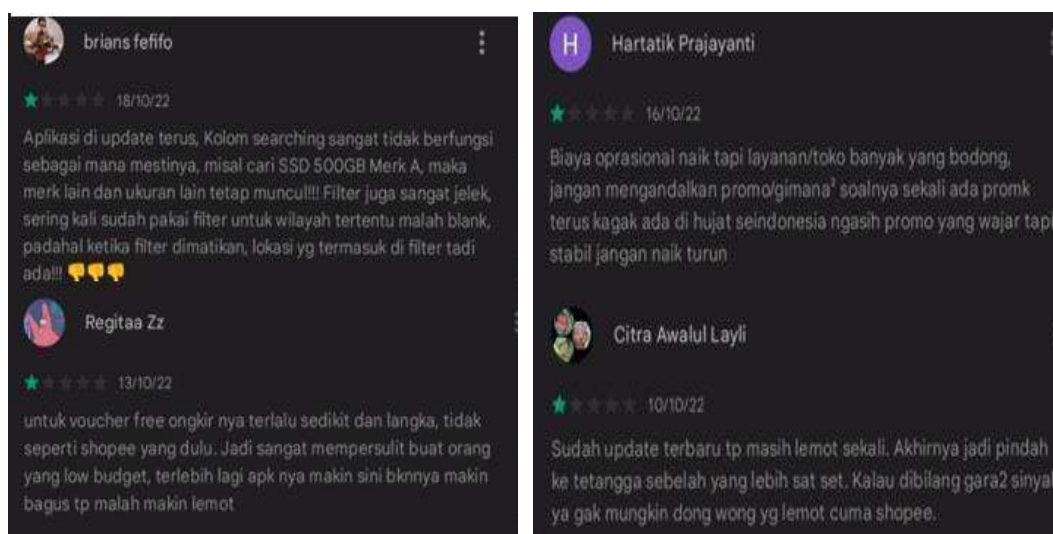 brians fefifo
18/10/22
Aplikasi di update terus, Kolom searching sangat tidak berfungsi
sebagai mana mestinya, misal cari SSD 500GB Merk A, maka
merk lain dan ukuran lain tetap muncul!!!! Filter juga sangat jelek,
sering kali sudah pakai filter untuk wilayah tertentu malah blank,
padahal ketika filter dimatikan, lokasi yg termasuk di filter tadi
ada!!! 👎👎👎
Regitaa Zz
13/10/22
untuk voucher free ongkir nya terlalu sedikit dan langka, tidak
seperti shopee yang dulu. Jadi sangat mempersulit buat orang
yang low budget, terlebih lagi apk nya makin sini bknnya makin
bagus tp malah makin lemot
H
Hartatik Prajayanti
16/10/22
Biaya oprasional naik tapi layanan/toko banyak yang bodong,
jangan mengandalkan promo/gimana² soalnya sekali ada promk
terus kagak ada di hujat seindonesia ngasih promo yang wajar tapi
stabil jangan naik turun
Citra Awalul Layli
10/10/22
Sudah update terbaru tp masih lemot sekali. Akhirnya jadi pindah
ke tetangga sebelah yang lebih sat set. Kalau dibilang gara2 sinyal
ya gak mungkin dong wong yg lemot cuma shopee.